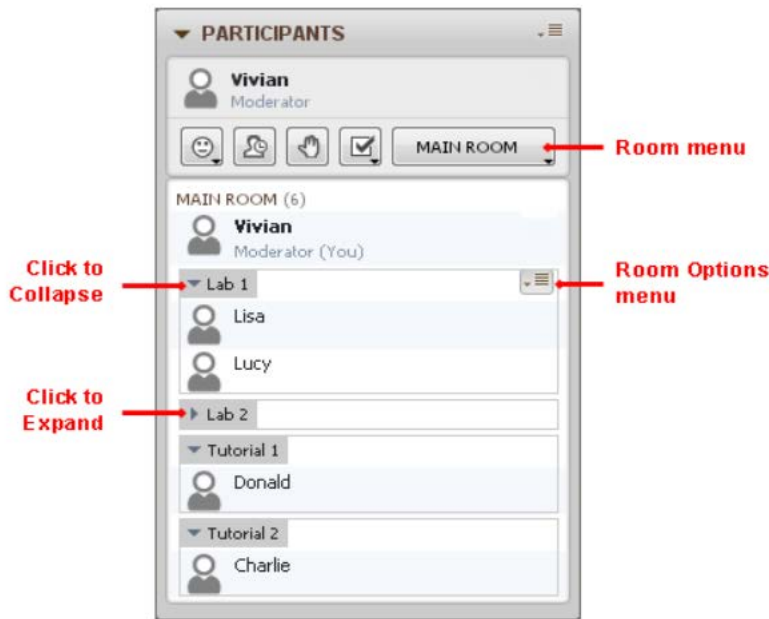 PARTICIPANTS
Vivian
Moderator
MAIN ROOM
Room menu
MAIN ROOM (6)
Vivian
Moderator (You)
Click to
Collapse
Lab 1
Room Options
menu
Lisa
Lucy
Click to
Expand
Lab 2
Tutorial 1
Donald
Tutorial 2
Charlie